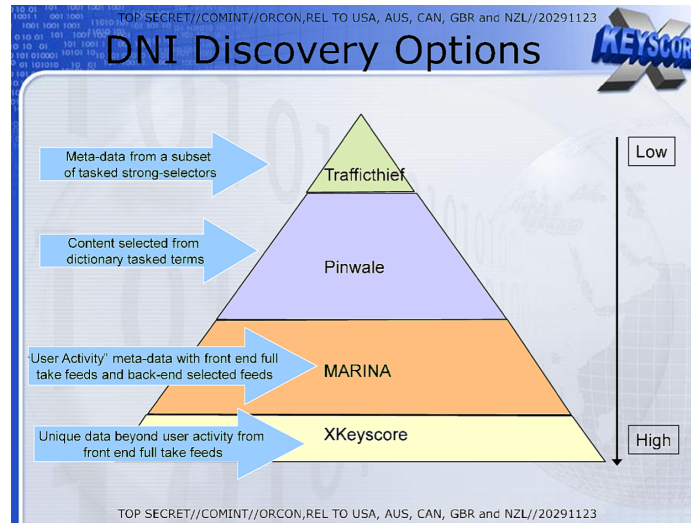 TOP SECRET//COMINT//ORCON,REL TO USA, AUS, CAN, GBR and NZL//20291123
DNI Discovery Options
X
KEYSCOR
Meta-data from a subset
of tasked strong-selectors
Trafficthief
Low
Content selected from
dictionary tasked terms
Pinwale
User Activity" meta-data with front end full
take feeds and back-end selected feeds
MARINA
Unique data beyond user activity from
front end full take feeds
XKeyscore
High
TOP SECRET//COMINT//ORCON,REL TO USA, AUS, CAN, GBR and NZL//20291123